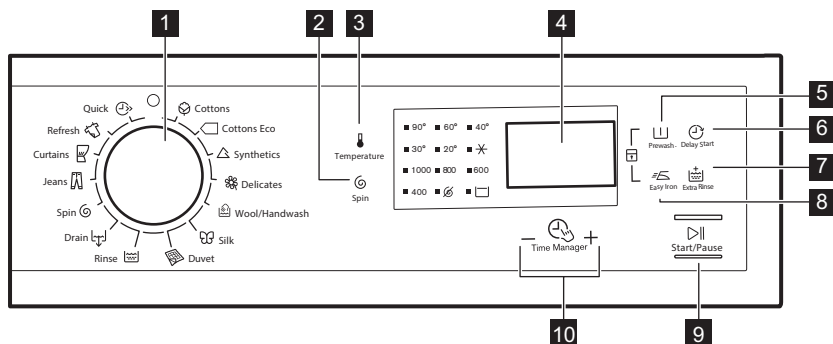 1
2
3
4
5
6
7
8
9
10
Quick
Cottons
Refresh
Cottons Eco
Curtains
Synthetics
Jeans
Delicates
Spin
Wool/Handwash
Drain
Silk
Rinse
Duvet
Temperature
Spin
90° 60° 40°
30° 20°
1000 800 600
400
Prewash
Delay Start
Easy Iron
Extra Rinse
− Time Manager +
Start/Pause